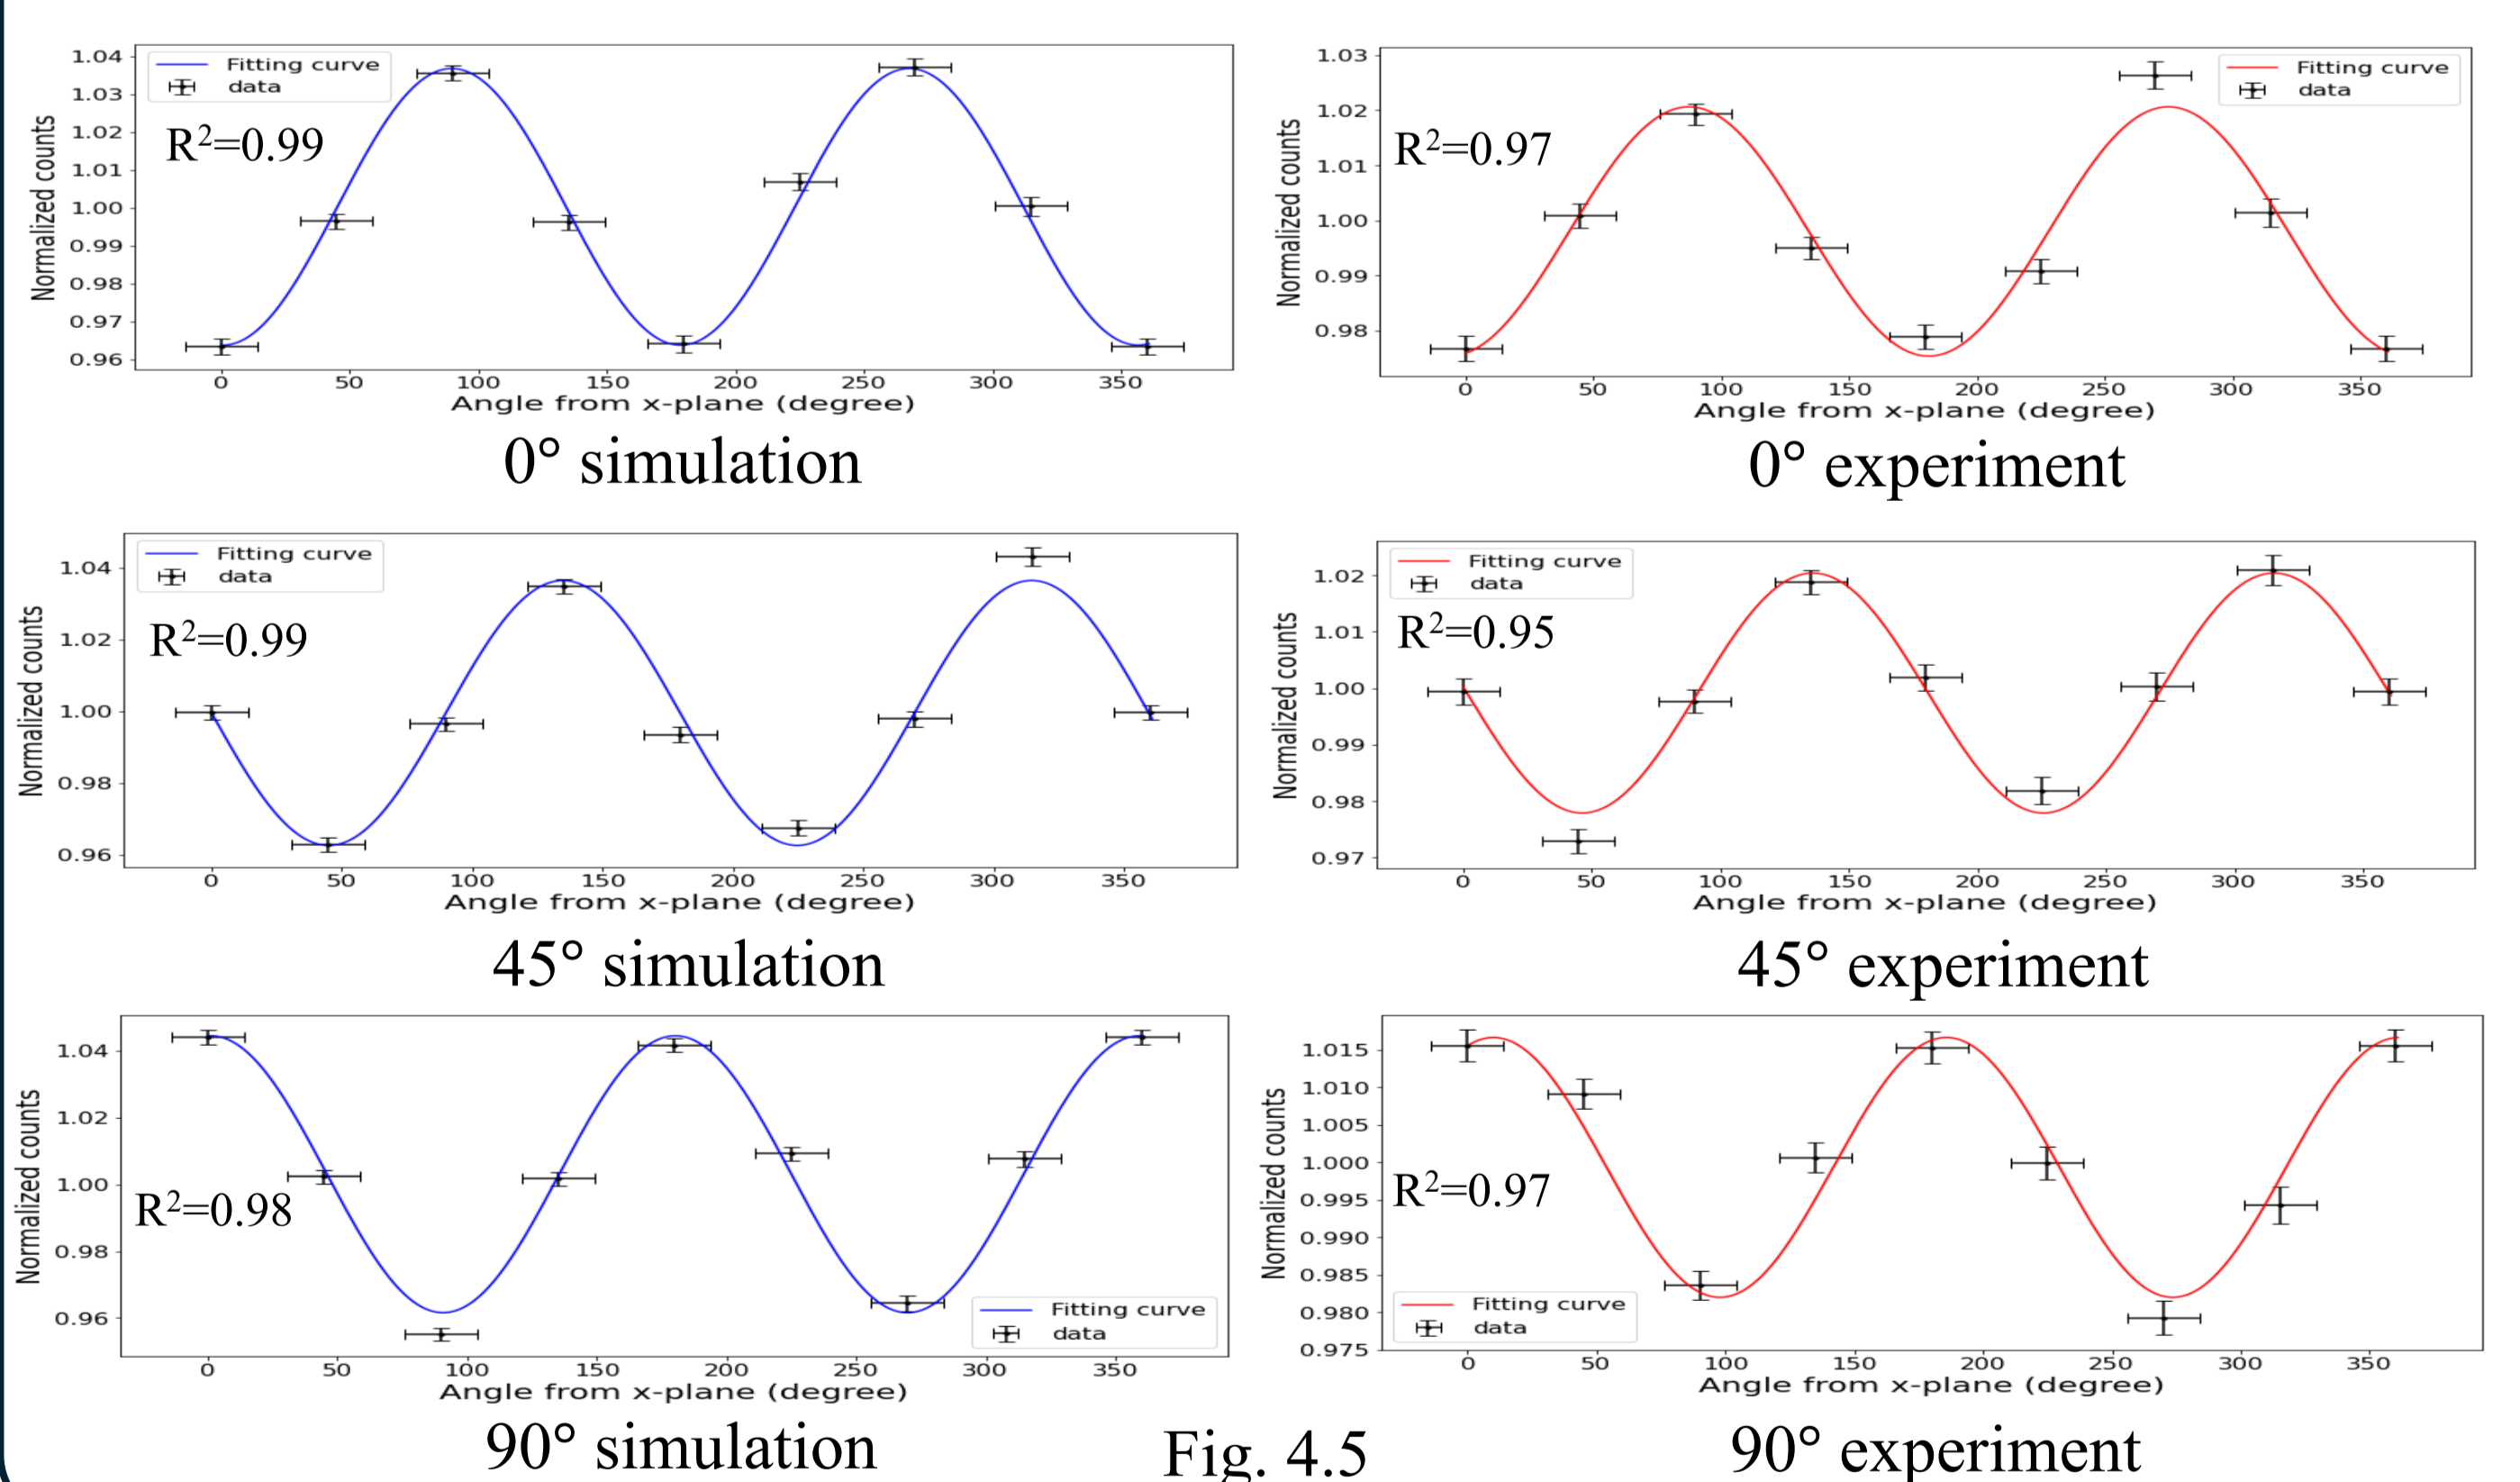 1.04
1.03
1.02
1.01
1.00
0.99
0.98
0.97
0.96
Normalized counts
Fitting curve
data
R²=0.99
0 50 100 150 200 250 300 350
Angle from x-plane (degree)
0° simulation
1.03
1.02
1.01
1.00
0.99
0.98
Normalized counts
Fitting curve
data
R²=0.97
0 50 100 150 200 250 300 350
Angle from x-plane (degree)
0° experiment
1.04
1.02
1.00
0.98
0.96
Normalized counts
Fitting curve
data
R²=0.99
0 50 100 150 200 250 300 350
Angle from x-plane (degree)
45° simulation
1.02
1.01
1.00
0.99
0.98
0.97
Normalized counts
Fitting curve
data
R²=0.95
0 50 100 150 200 250 300 350
Angle from x-plane (degree)
45° experiment
1.04
1.02
1.00
0.98
0.96
Normalized counts
R²=0.98
Fitting curve
data
0 50 100 150 200 250 300 350
Angle from x-plane (degree)
90° simulation
1.015
1.010
1.005
1.000
0.995
0.990
0.985
0.980
0.975
Normalized counts
R²=0.97
Fitting curve
data
0 50 100 150 200 250 300 350
Angle from x-plane (degree)
90° experiment
Fig. 4.5